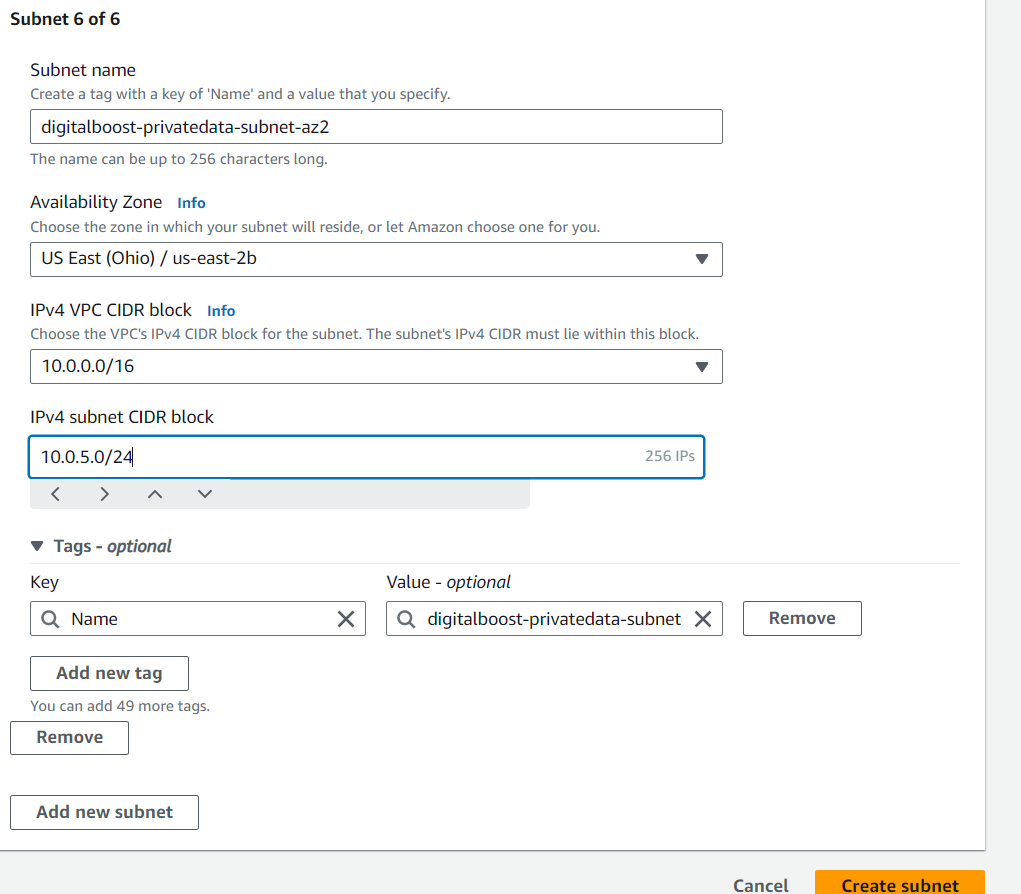 Subnet 6 of 6
Subnet name
Create a tag with a key of 'Name' and a value that you specify.
digitalboost-privatedata-subnet-az2
The name can be up to 256 characters long.
Availability Zone Info
Choose the zone in which your subnet will reside, or let Amazon choose one for you.
US East (Ohio) / us-east-2b
IPv4 VPC CIDR block Info
Choose the VPC's IPv4 CIDR block for the subnet. The subnet's IPv4 CIDR must lie within this block.
10.0.0.0/16
IPv4 subnet CIDR block
10.0.5.0/24 256 IPs
Tags - optional
Key Value - optional
Name digitalboost-privatedata-subnet Remove
Add new tag
You can add 49 more tags.
Remove
Add new subnet
Cancel Create subnet